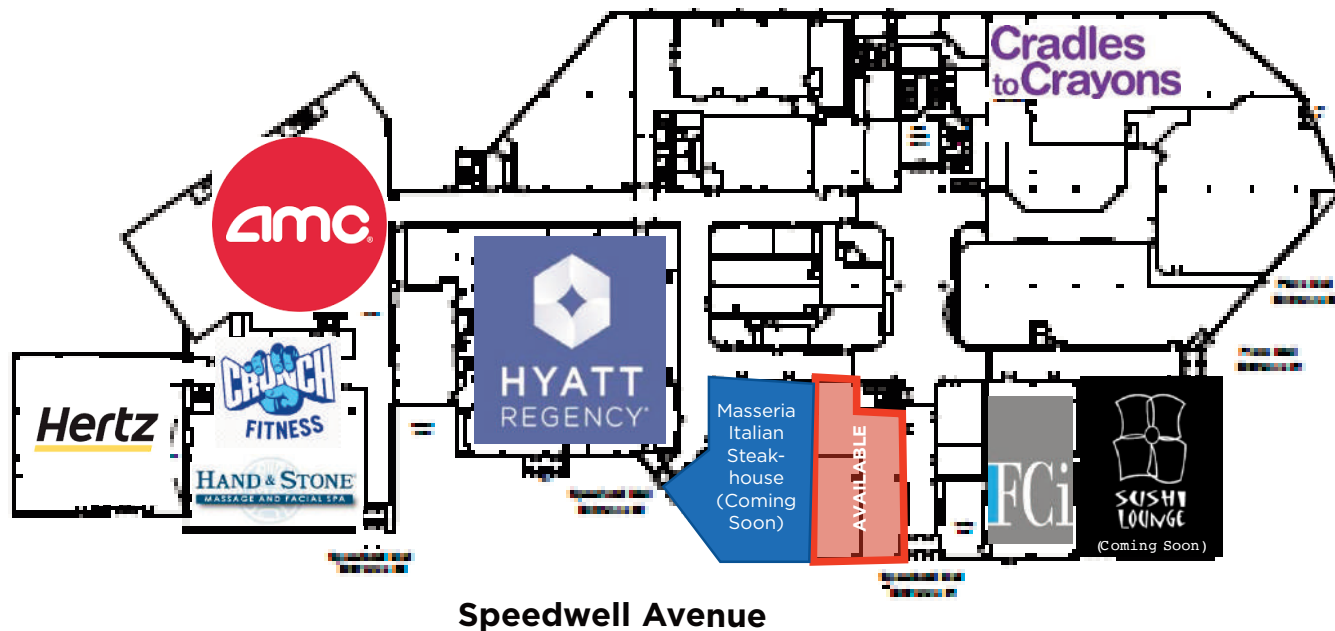 Cradles
to Crayons
amc
HYATT
REGENCY
CRUNCH
FITNESS
Hertz
HAND & STONE
MASSAGE AND FACIAL SPA
Masseria
Italian
Steak-
house
(Coming
Soon)
AVAILABLE
FCi
SUSHI
LOUNGE
(Coming Soon)
Speedwell Avenue